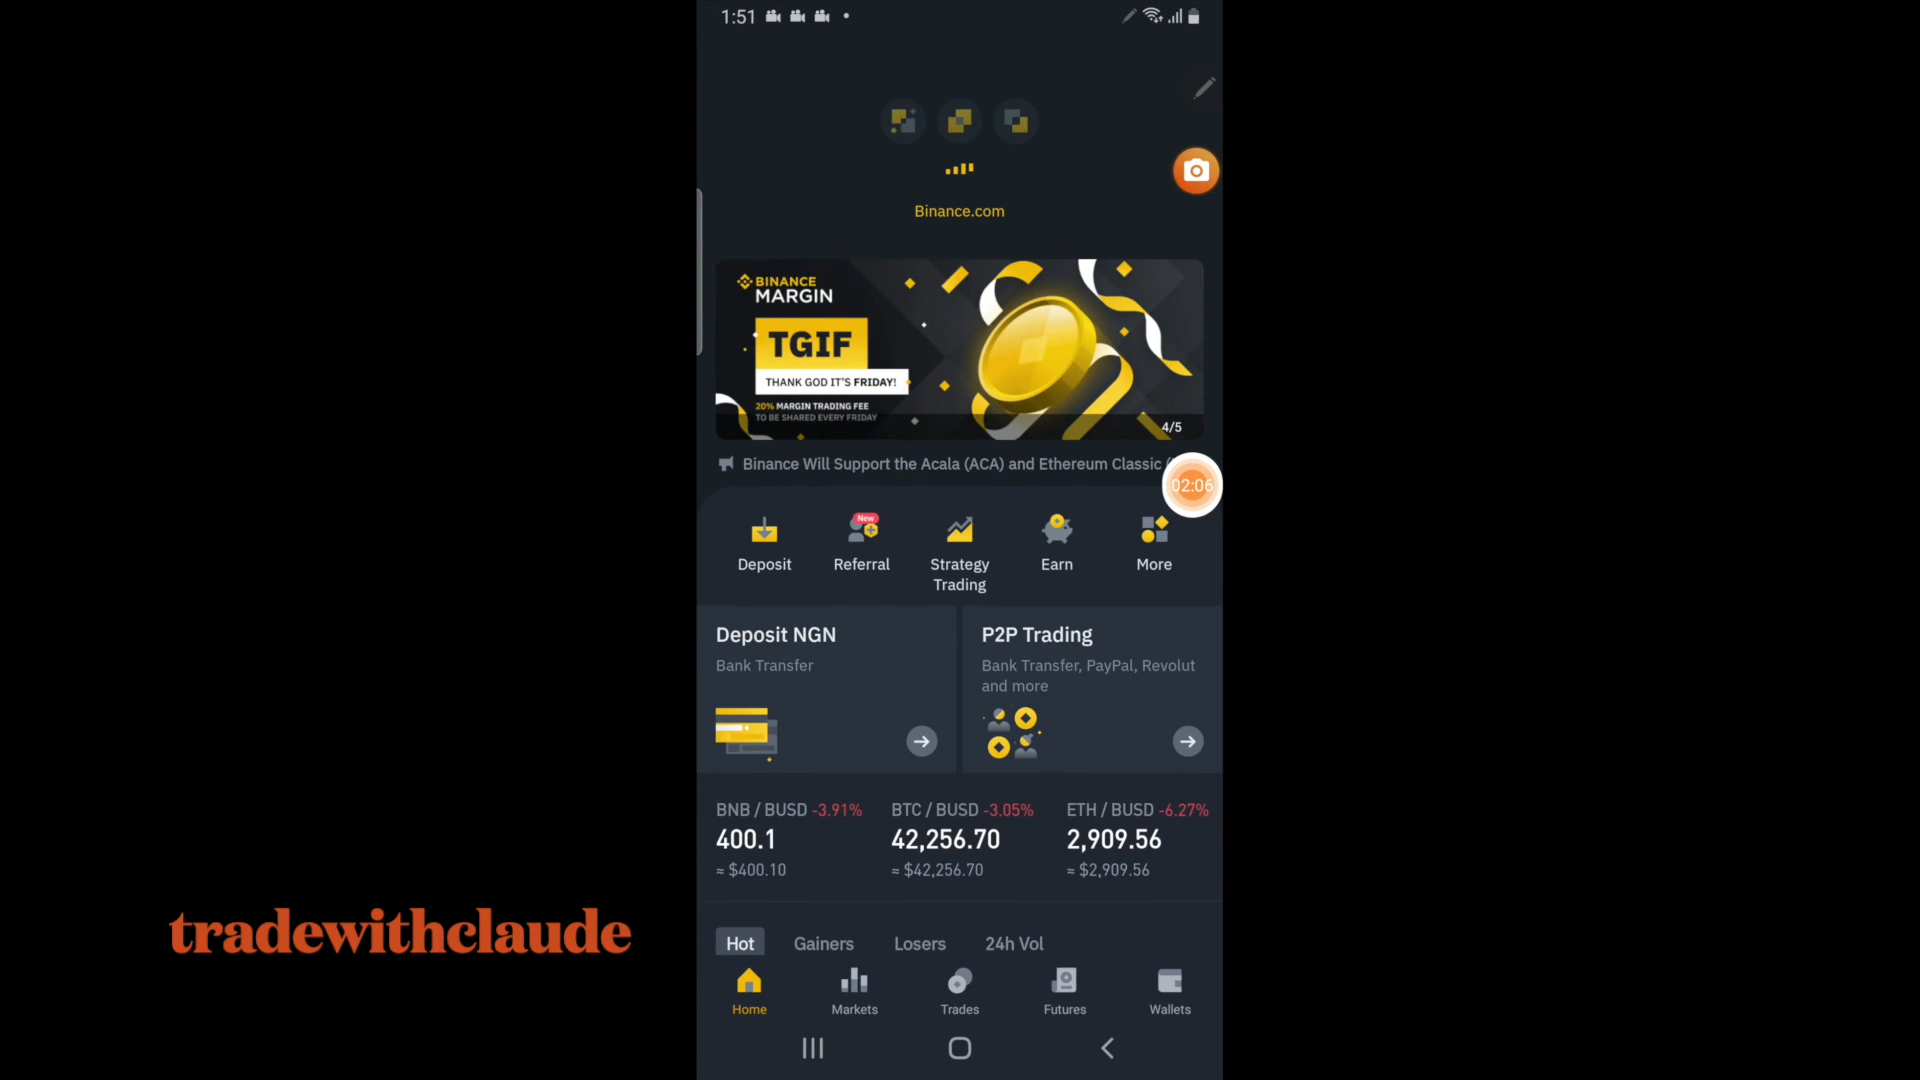 1:51
Binance.com
BINANCE
MARGIN
TGIF
THANK GOD IT'S FRIDAY!
20% MARGIN TRADING FEE
TO BE SHARED EVERY FRIDAY
4/5
Binance Will Support the Acala (ACA) and Ethereum Classic (
02:06
New
Deposit
Referral
Strategy
Trading
Earn
More
Deposit NGN
Bank Transfer
P2P Trading
Bank Transfer, PayPal, Revolut
and more
BNB / BUSD -3.91%
400.1
≈ $400.10
BTC / BUSD -3.05%
42,256.70
≈ $42,256.70
ETH / BUSD -6.27%
2,909.56
≈ $2,909.56
tradewithclaude
Hot Gainers Losers 24h Vol
Home Markets Trades Futures Wallets